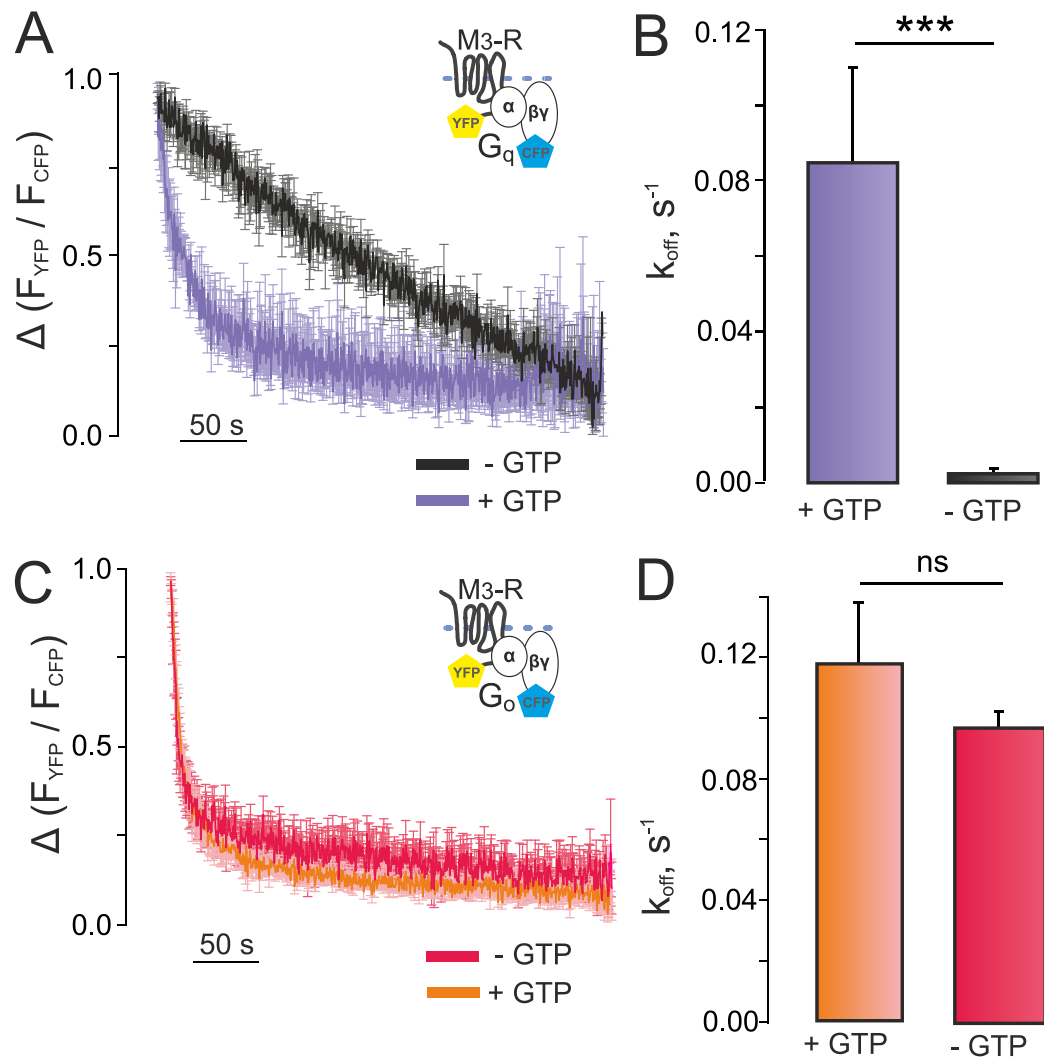 A
M3-R
YFP
α
βγ
Gq
CFP
1.0
0.5
0.0
Δ (FYFP / FCFP)
50 s
- GTP
+ GTP
B
***
0.12
0.08
0.04
0.00
koff, s-1
+ GTP
- GTP
C
M3-R
YFP
α
βγ
Go
CFP
1.0
0.5
0.0
Δ (FYFP / FCFP)
50 s
- GTP
+ GTP
D
ns
0.12
0.08
0.04
0.00
koff, s-1
+ GTP
- GTP